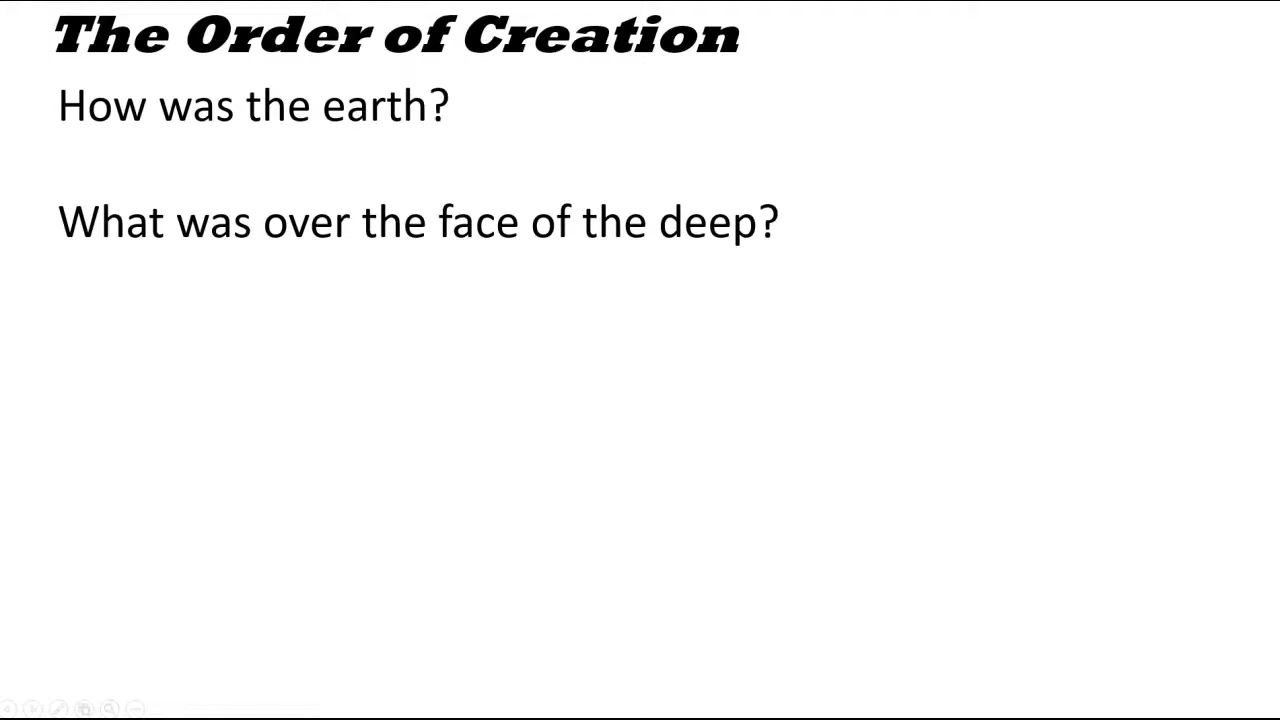 The Order of Creation
How was the earth?
What was over the face of the deep?